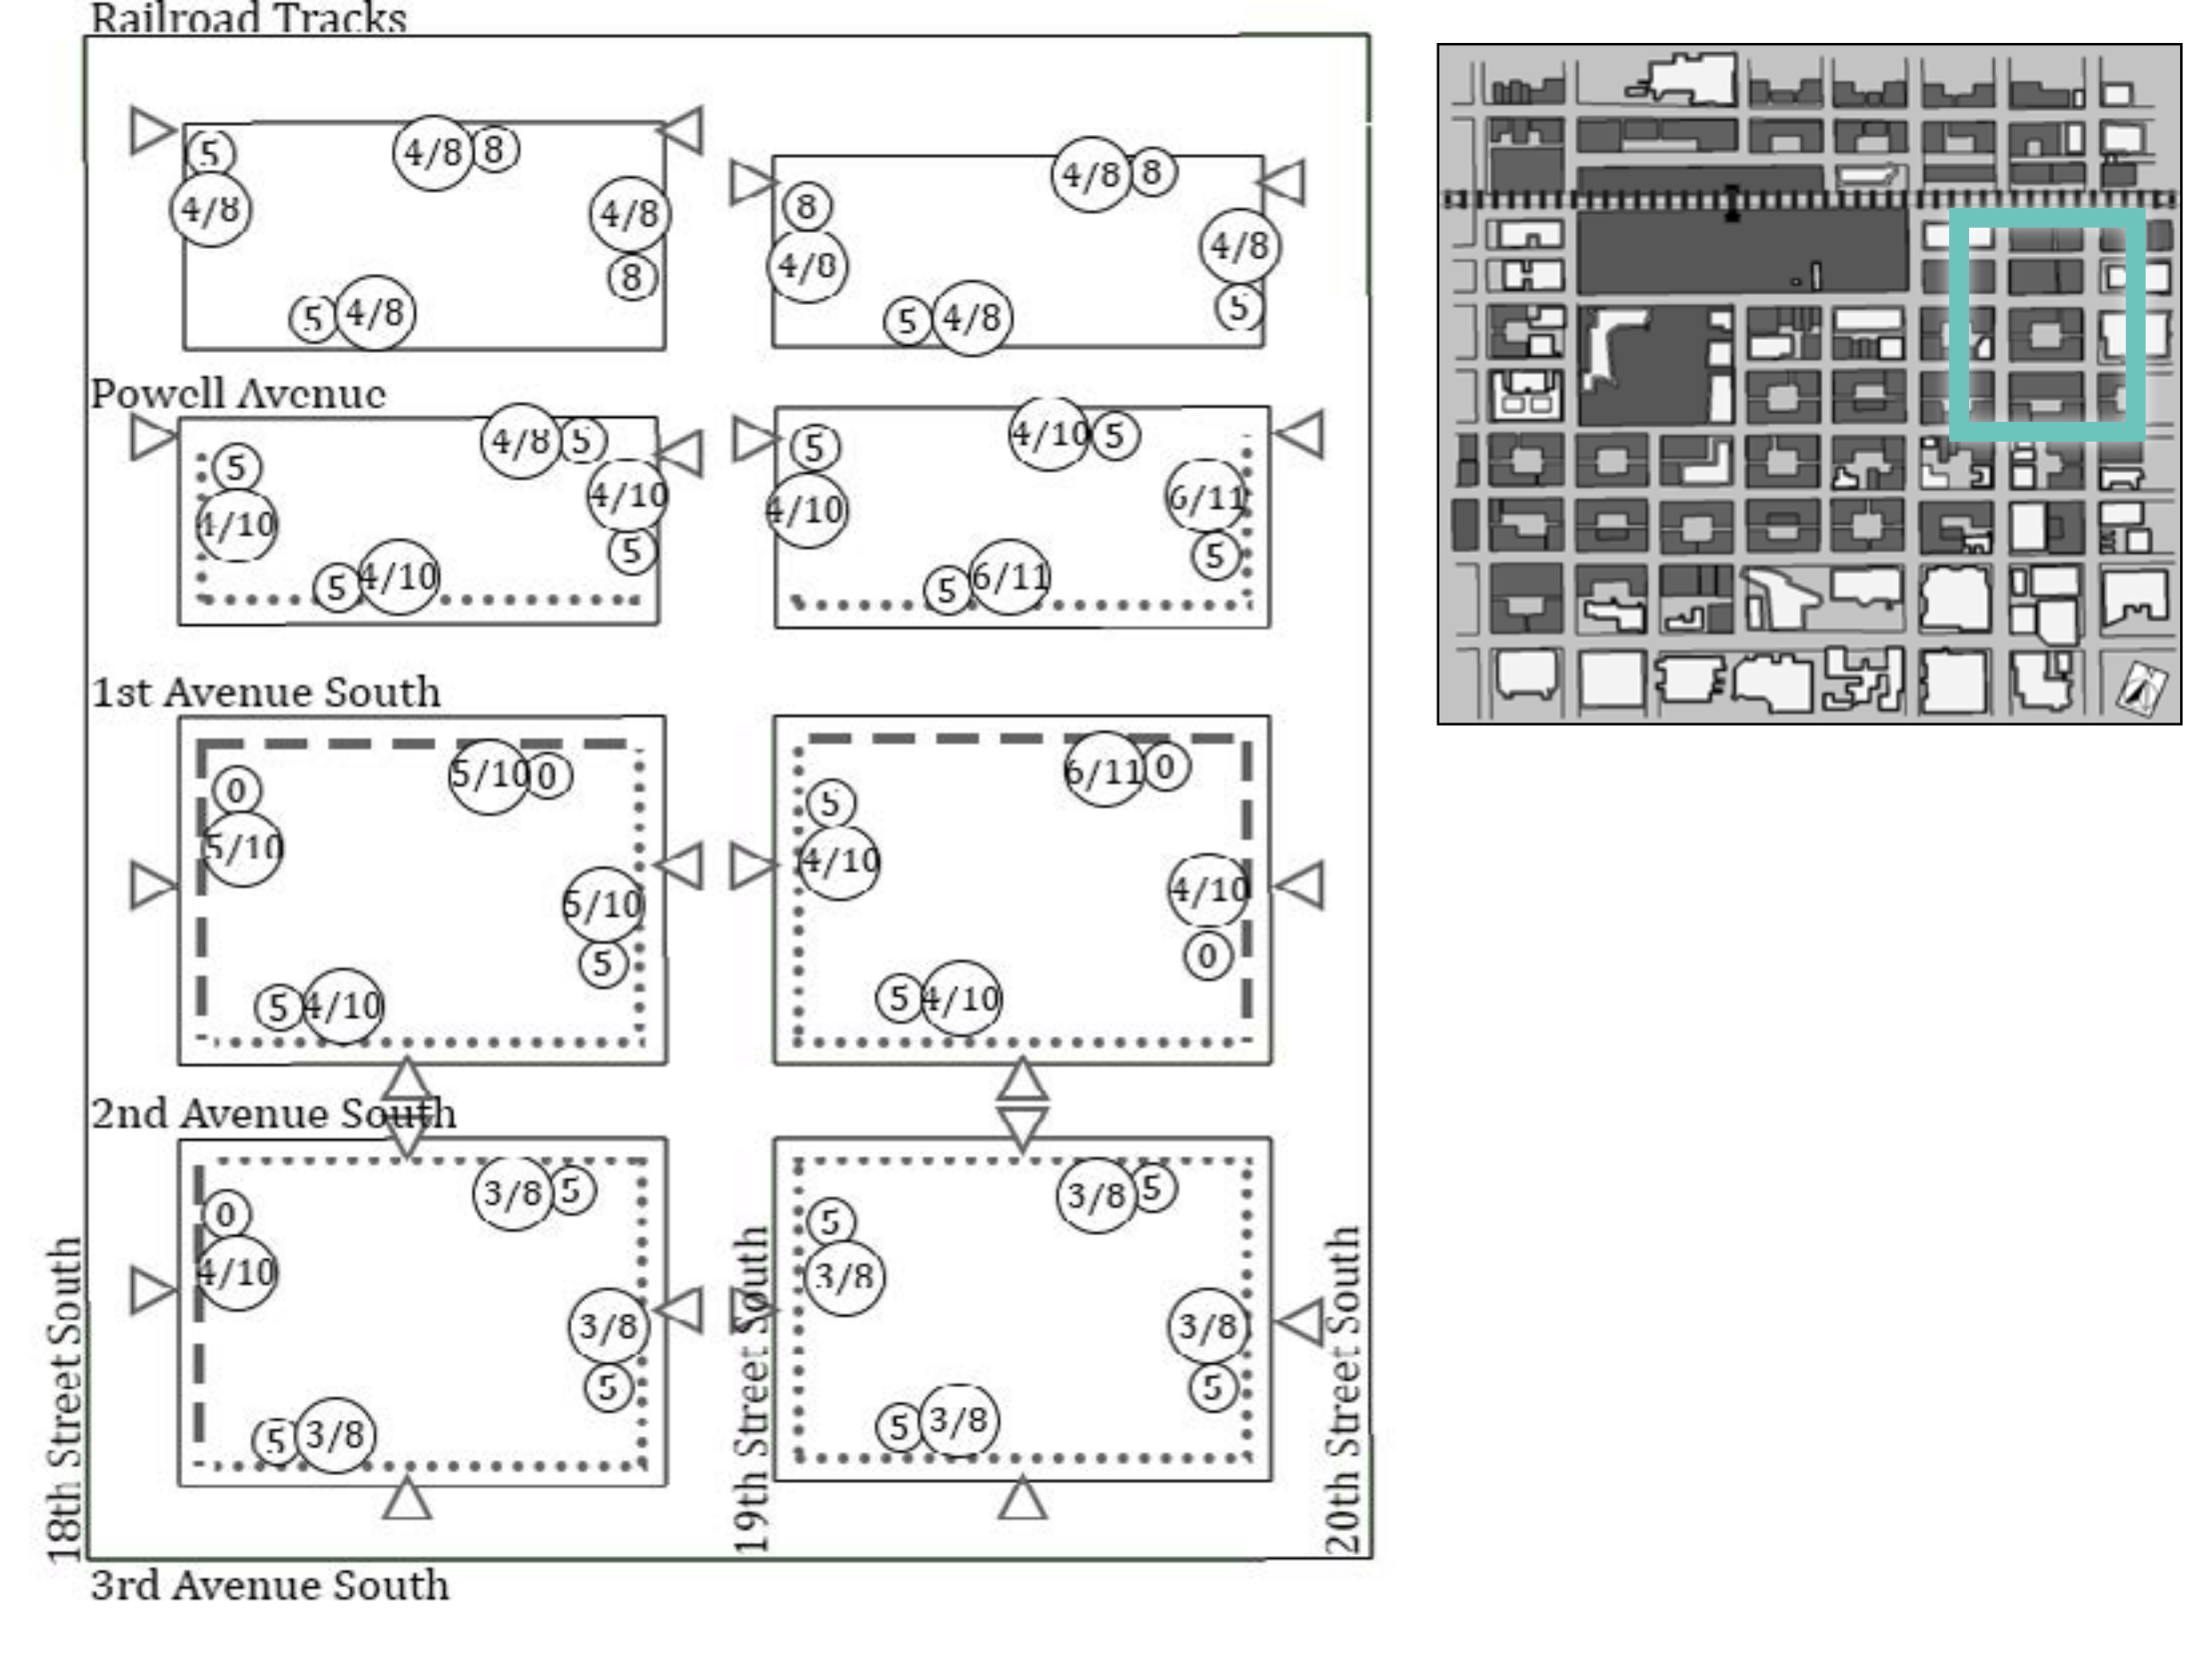 Railroad Tracks
5 4/8 8 4/8 8
4/8 4/8 8 4/8 4/8
8 5
5 4/8 5 4/8
Powell Avenue
5 4/8 5 5 4/10 5
4/10 4/10 4/10 6/11
5 5
5 4/10 5 6/11
1st Avenue South
0 5/10 0 5 6/11 0
5/10 5/10 4/10 4/10
5 0
5 4/10 5 4/10
2nd Avenue South
0 3/8 5 5 3/8 5
4/10 3/8 3/8 3/8
5 5
5 3/8 5 3/8
18th Street South
19th Street South
20th Street South
3rd Avenue South